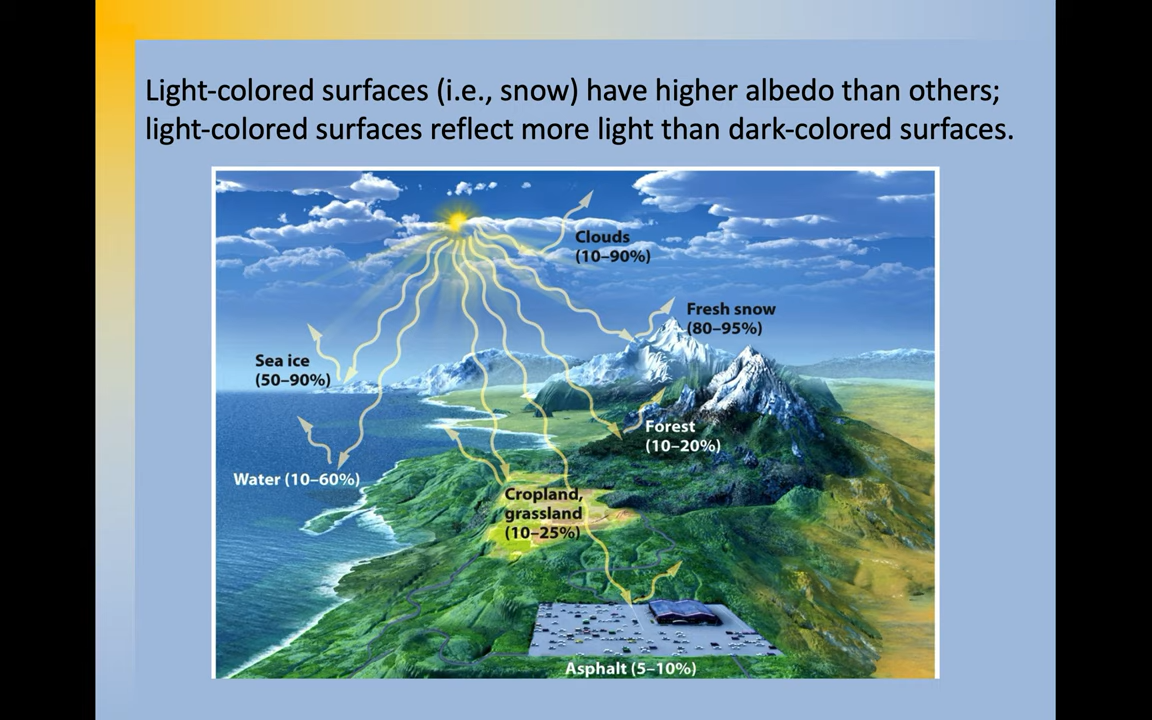 Light-colored surfaces (i.e., snow) have higher albedo than others;
light-colored surfaces reflect more light than dark-colored surfaces.
Clouds
(10–90%)
Fresh snow
(80–95%)
Sea ice
(50–90%)
Forest
(10–20%)
Water (10–60%)
Cropland,
grassland
(10–25%)
Asphalt (5–10%)